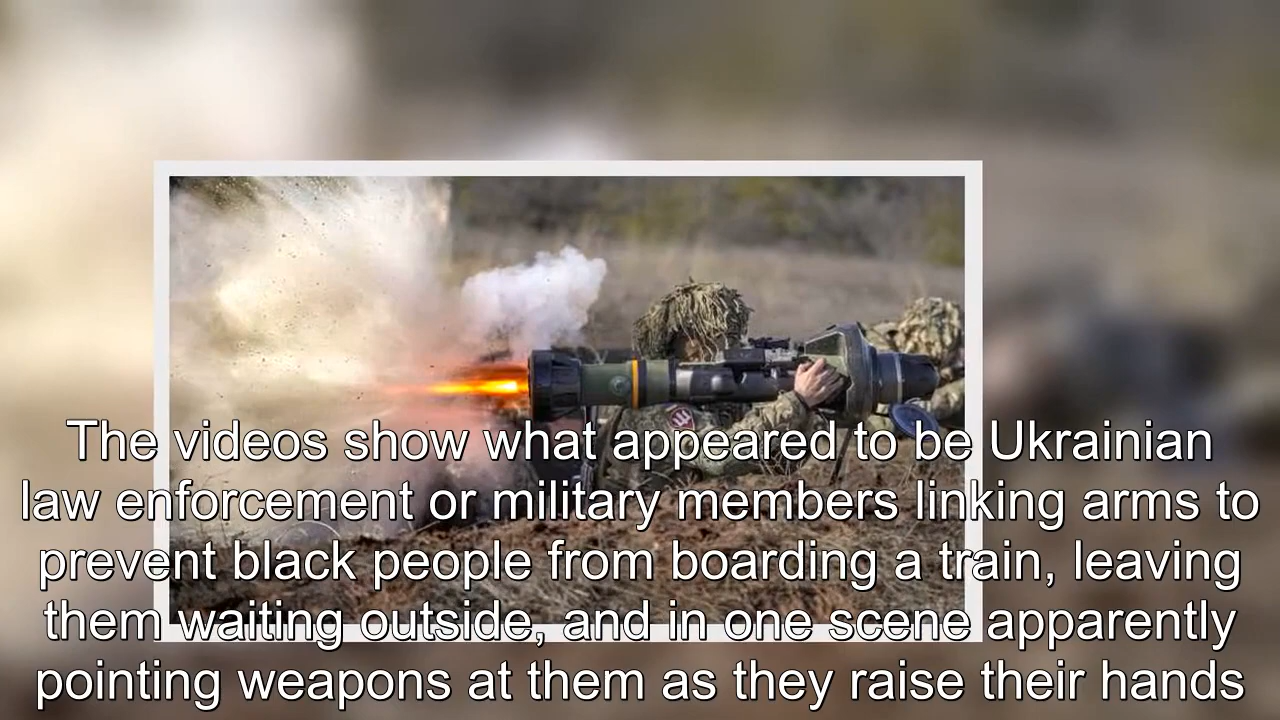 The videos show what appeared to be Ukrainian
law enforcement or military members linking arms to
prevent black people from boarding a train, leaving
them waiting outside, and in one scene apparently
pointing weapons at them as they raise their hands